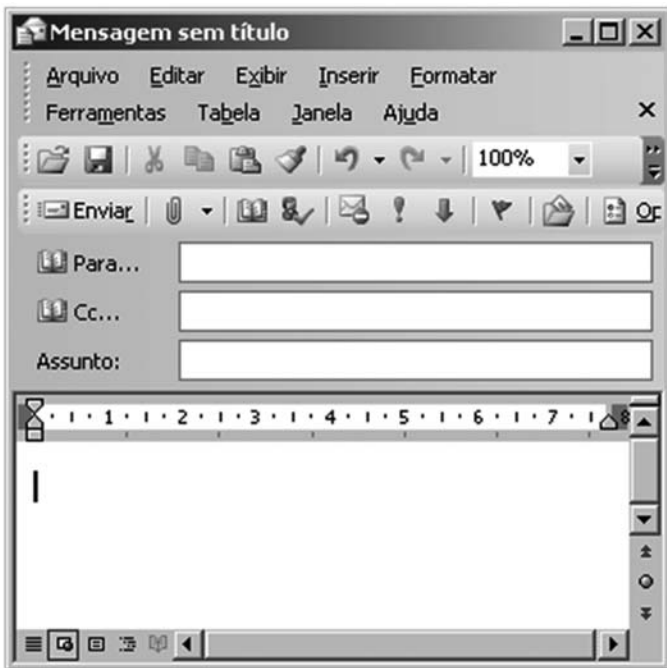 Mensagem sem título
Arquivo Editar Exibir Inserir Formatar
Ferramentas Tabela Janela Ajuda
100%
Enviar
Para...
Cc...
Assunto:
1 2 3 4 5 6 7 8